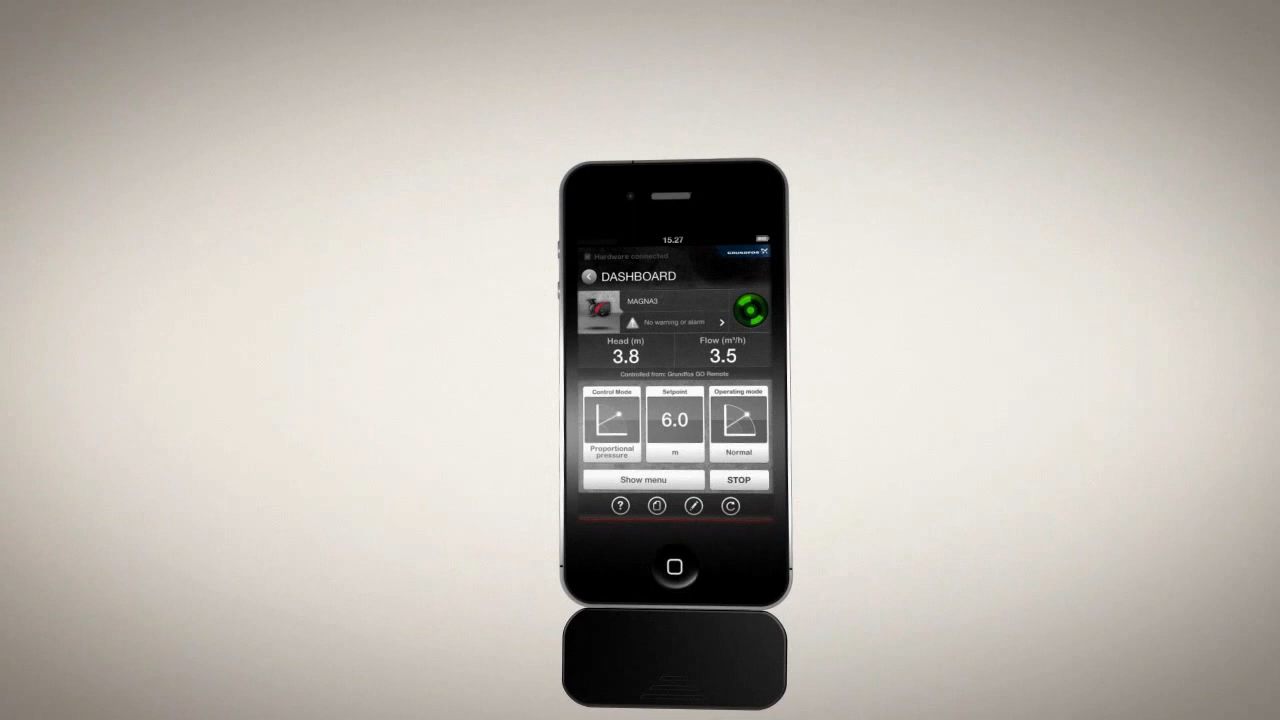 15.27
Hardware connected
GRUNDFOS
DASHBOARD
MAGNA3
No warning or alarm
Head (m)
Flow (m³/h)
3.8
3.5
Controlled from: Grundfos GO Remote
Control Mode
Setpoint
Operating mode
6.0
Proportional
pressure
m
Normal
Show menu
STOP
?